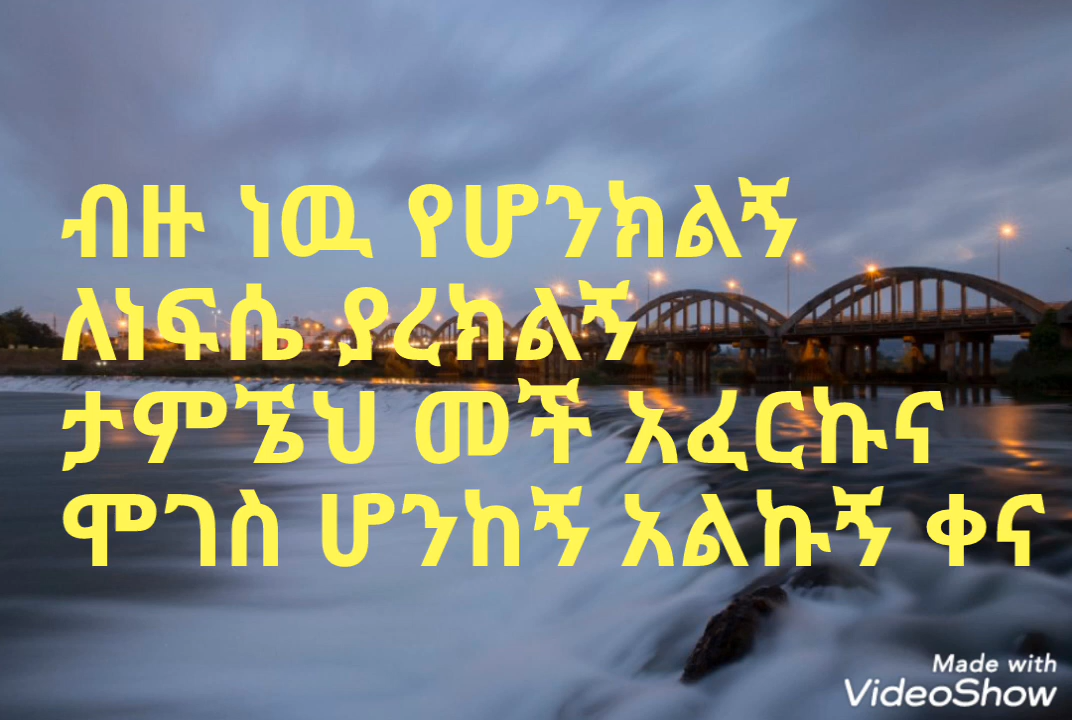 ብዙ ነዉ የሆንክልኝ
ለነፍሴ ያረክልኝ
ታምኜህ መች አፈርኩና
ሞገስ ሆንከኝ አልኩኝ ቀና
Made with
VideoShow